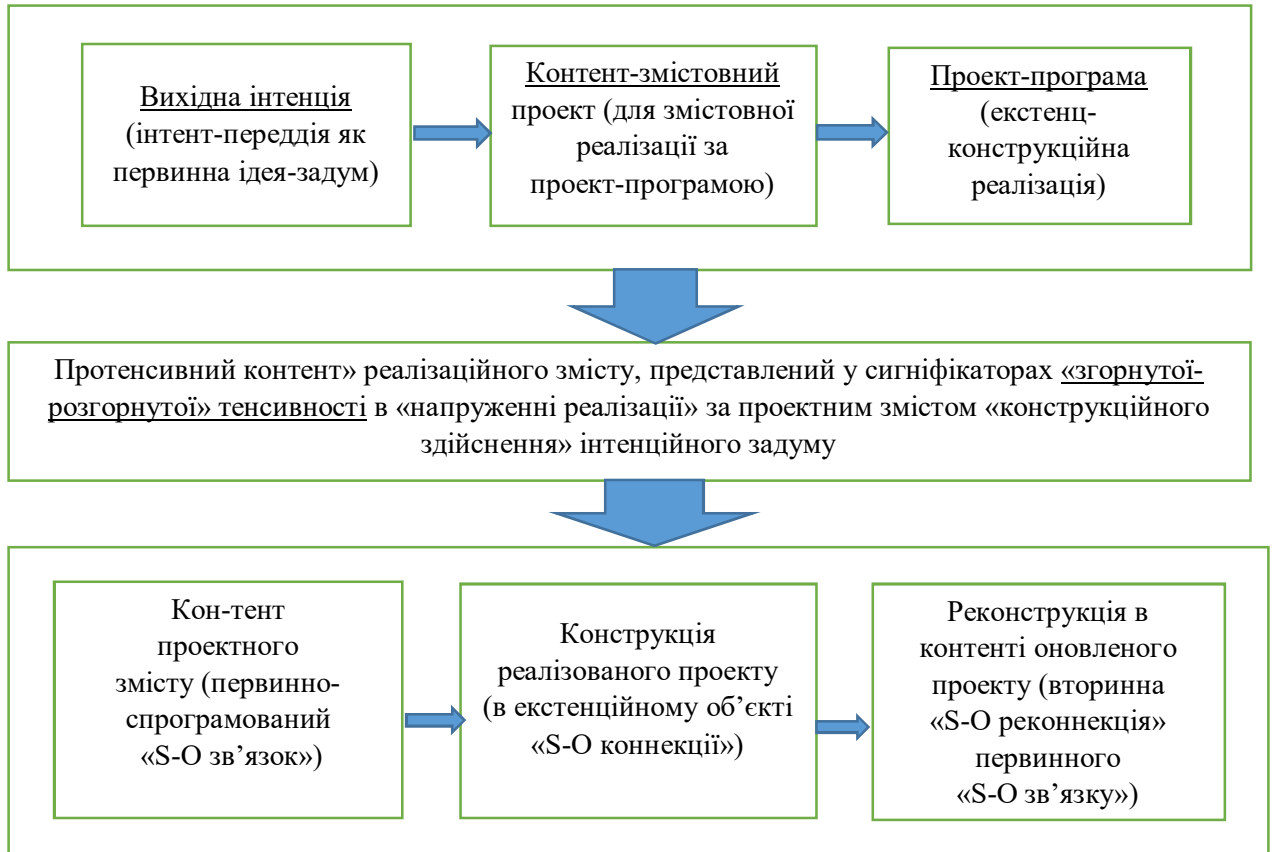 Вихідна інтенція
(інтент-переддія як
первинна ідея-задум)
Контент-змістовний
проект (для змістовної
реалізації за
проект-програмою)
Проект-програма
(екстенц-
конструкційна
реалізація)
Протенсивний контент» реалізаційного змісту, представлений у сигніфікаторах «згорнутої-
розгорнутої» тенсивності в «напруженні реалізації» за проектним змістом «конструкційного
здійснення» інтенційного задуму
Кон-тент
проектного
змісту (первинно-
спрограмований
«S-O зв’язок»)
Конструкція
реалізованого проекту
(в екстенційному об’єкті
«S-O коннекції»)
Реконструкція в
контенті оновленого
проекту (вторинна
«S-O реконнекція»
первинного
«S-O зв’язку»)